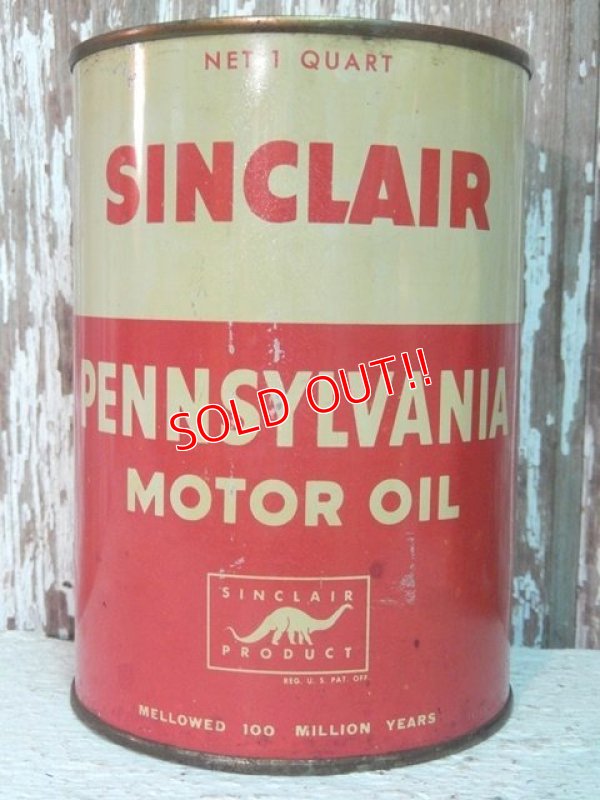 NET 1 QUART
SINCLAIR
PENNSYLVANIA
SOLD OUT!!
MOTOR OIL
SINCLAIR
PRODUCT
REG. U. S. PAT. OFF.
MELLOWED 100 MILLION YEARS